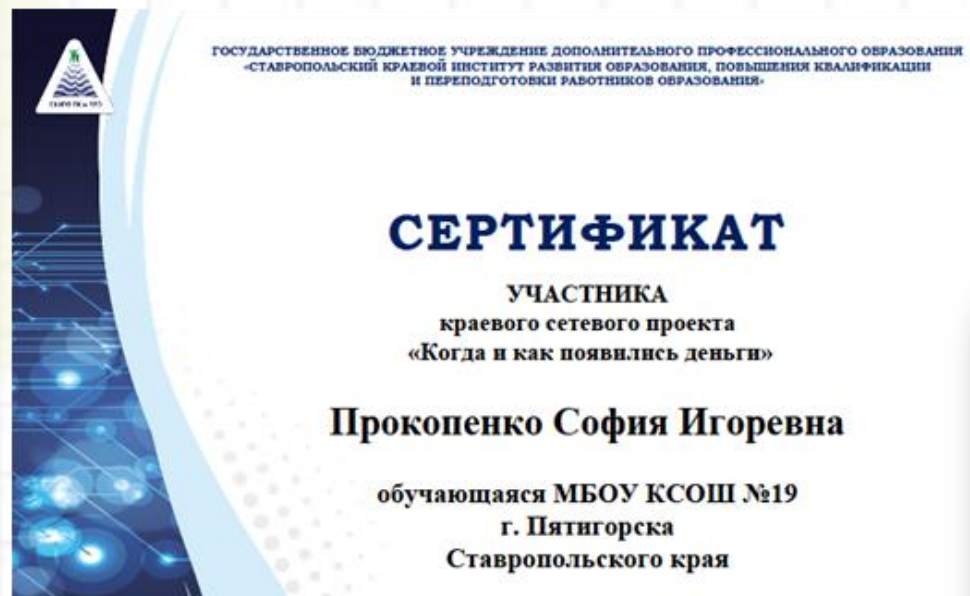 ГОСУДАРСТВЕННОЕ БЮДЖЕТНОЕ УЧРЕЖДЕНИЕ ДОПОЛНИТЕЛЬНОГО ПРОФЕССИОНАЛЬНОГО ОБРАЗОВАНИЯ
«СТАВРОПОЛЬСКИЙ КРАЕВОЙ ИНСТИТУТ РАЗВИТИЯ ОБРАЗОВАНИЯ, ПОВЫШЕНИЯ КВАЛИФИКАЦИИ
И ПЕРЕПОДГОТОВКИ РАБОТНИКОВ ОБРАЗОВАНИЯ»
СЕРТИФИКАТ
УЧАСТНИКА
краевого сетевого проекта
«Когда и как появились деньги»
Прокопенко София Игоревна
обучающаяся МБОУ КСОШ №19
г. Пятигорска
Ставропольского края